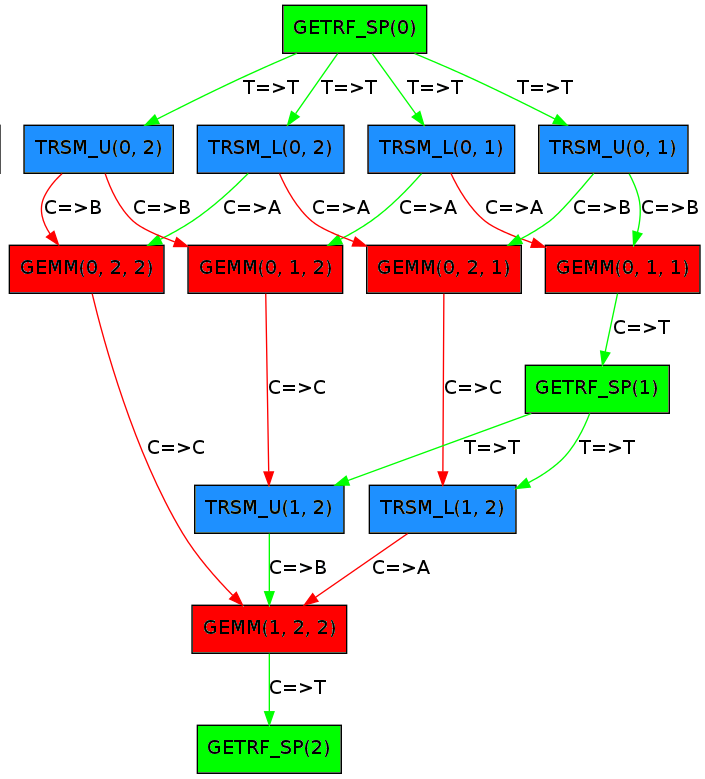 GETRF_SP(0)
T=>T T=>T T=>T T=>T
TRSM_U(0, 2) TRSM_L(0, 2) TRSM_L(0, 1) TRSM_U(0, 1)
C=>B C=>B C=>A C=>A C=>A C=>A C=>B C=>B
GEMM(0, 2, 2) GEMM(0, 1, 2) GEMM(0, 2, 1) GEMM(0, 1, 1)
C=>T
C=>C C=>C GETRF_SP(1)
C=>C T=>T T=>T
TRSM_U(1, 2) TRSM_L(1, 2)
C=>B C=>A
GEMM(1, 2, 2)
C=>T
GETRF_SP(2)